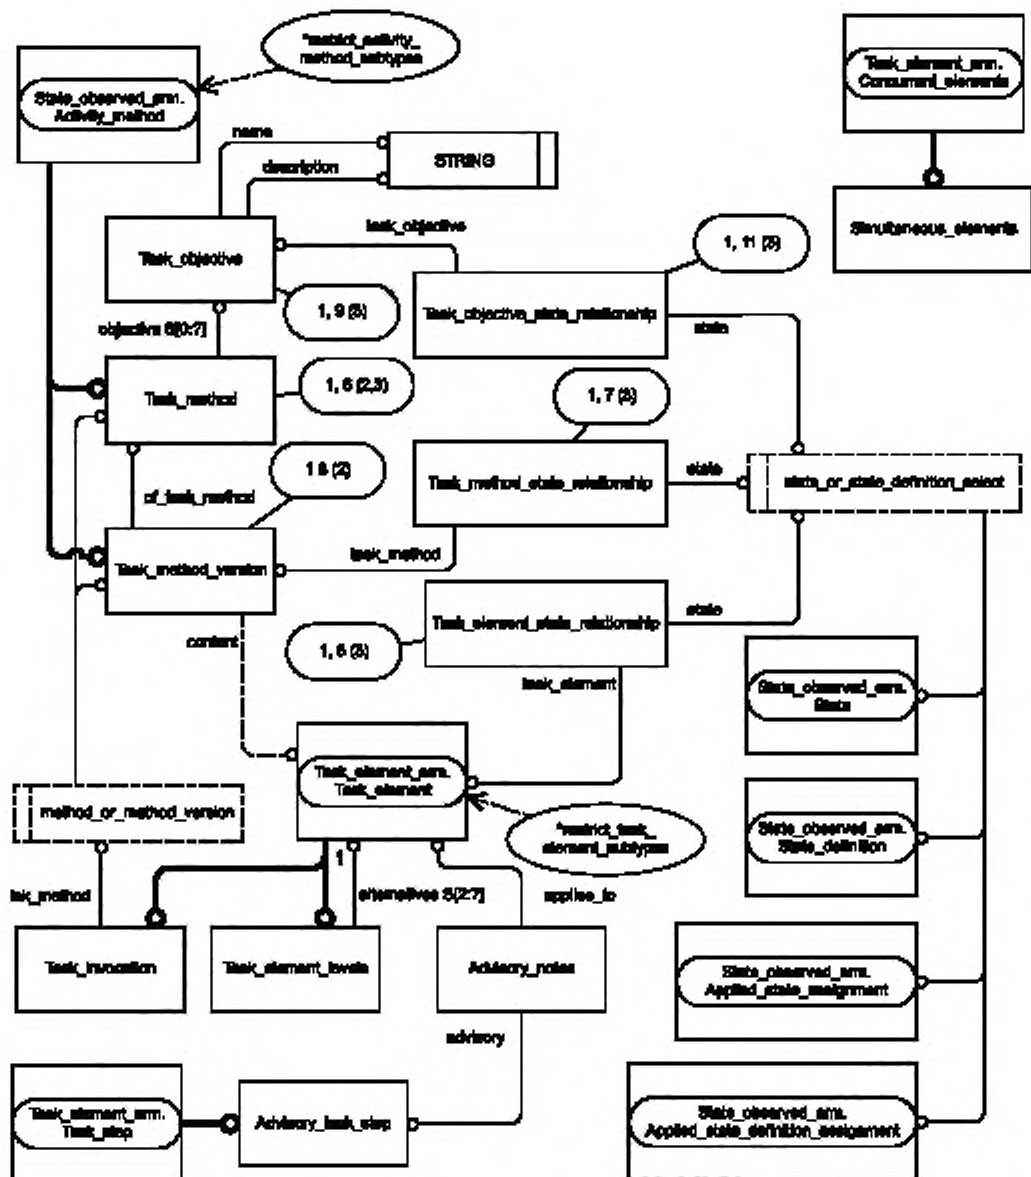 *restrict_activity_
method_subtypes
Task_element_arm.
Concurrent_elements
State_observed_arm.
Activity_method
name
STRING
description
Simultaneous_elements
task_objective
1, 11 (3)
Task_objective
1, 9 (3)
Task_objective_state_relationship
state
objective S[0:?]
Task_method
1, 6 (2,3)
1, 7 (3)
1 8 (2)
of_task_method
Task_method_state_relationship
state
state_or_state_definition_select
task_method
Task_method_version
Task_element_state_relationship
state
content
task_element
State_observed_arm.
State
Task_element_arm.
Task_element
method_or_method_version
*restrict_task_
element_subtypes
State_observed_arm.
State_definition
1
tsk_method
alternatives S[2:?]
applies_to
Task_invocation
Task_element_levels
Advisory_notes
State_observed_arm.
Applied_state_assignment
advisory
Task_element_arm.
Task_step
Advisory_task_step
State_observed_arm.
Applied_state_definition_assignment